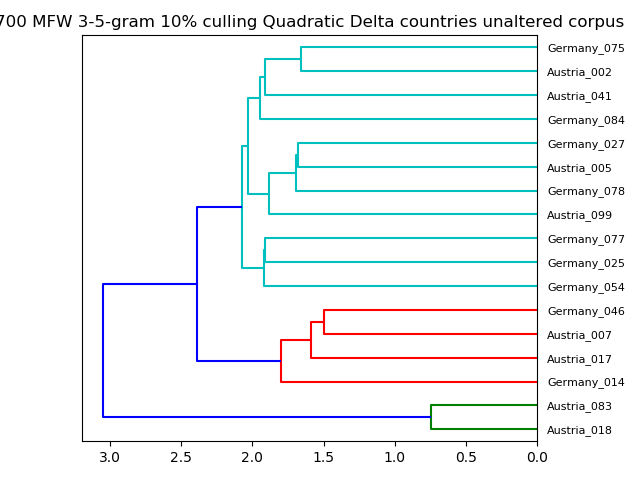 700 MFW 3-5-gram 10% culling Quadratic Delta countries unaltered corpus
Germany_075
Austria_002
Austria_041
Germany_084
Germany_027
Austria_005
Germany_078
Austria_099
Germany_077
Germany_025
Germany_054
Germany_046
Austria_007
Austria_017
Germany_014
Austria_083
Austria_018
3.0 2.5 2.0 1.5 1.0 0.5 0.0